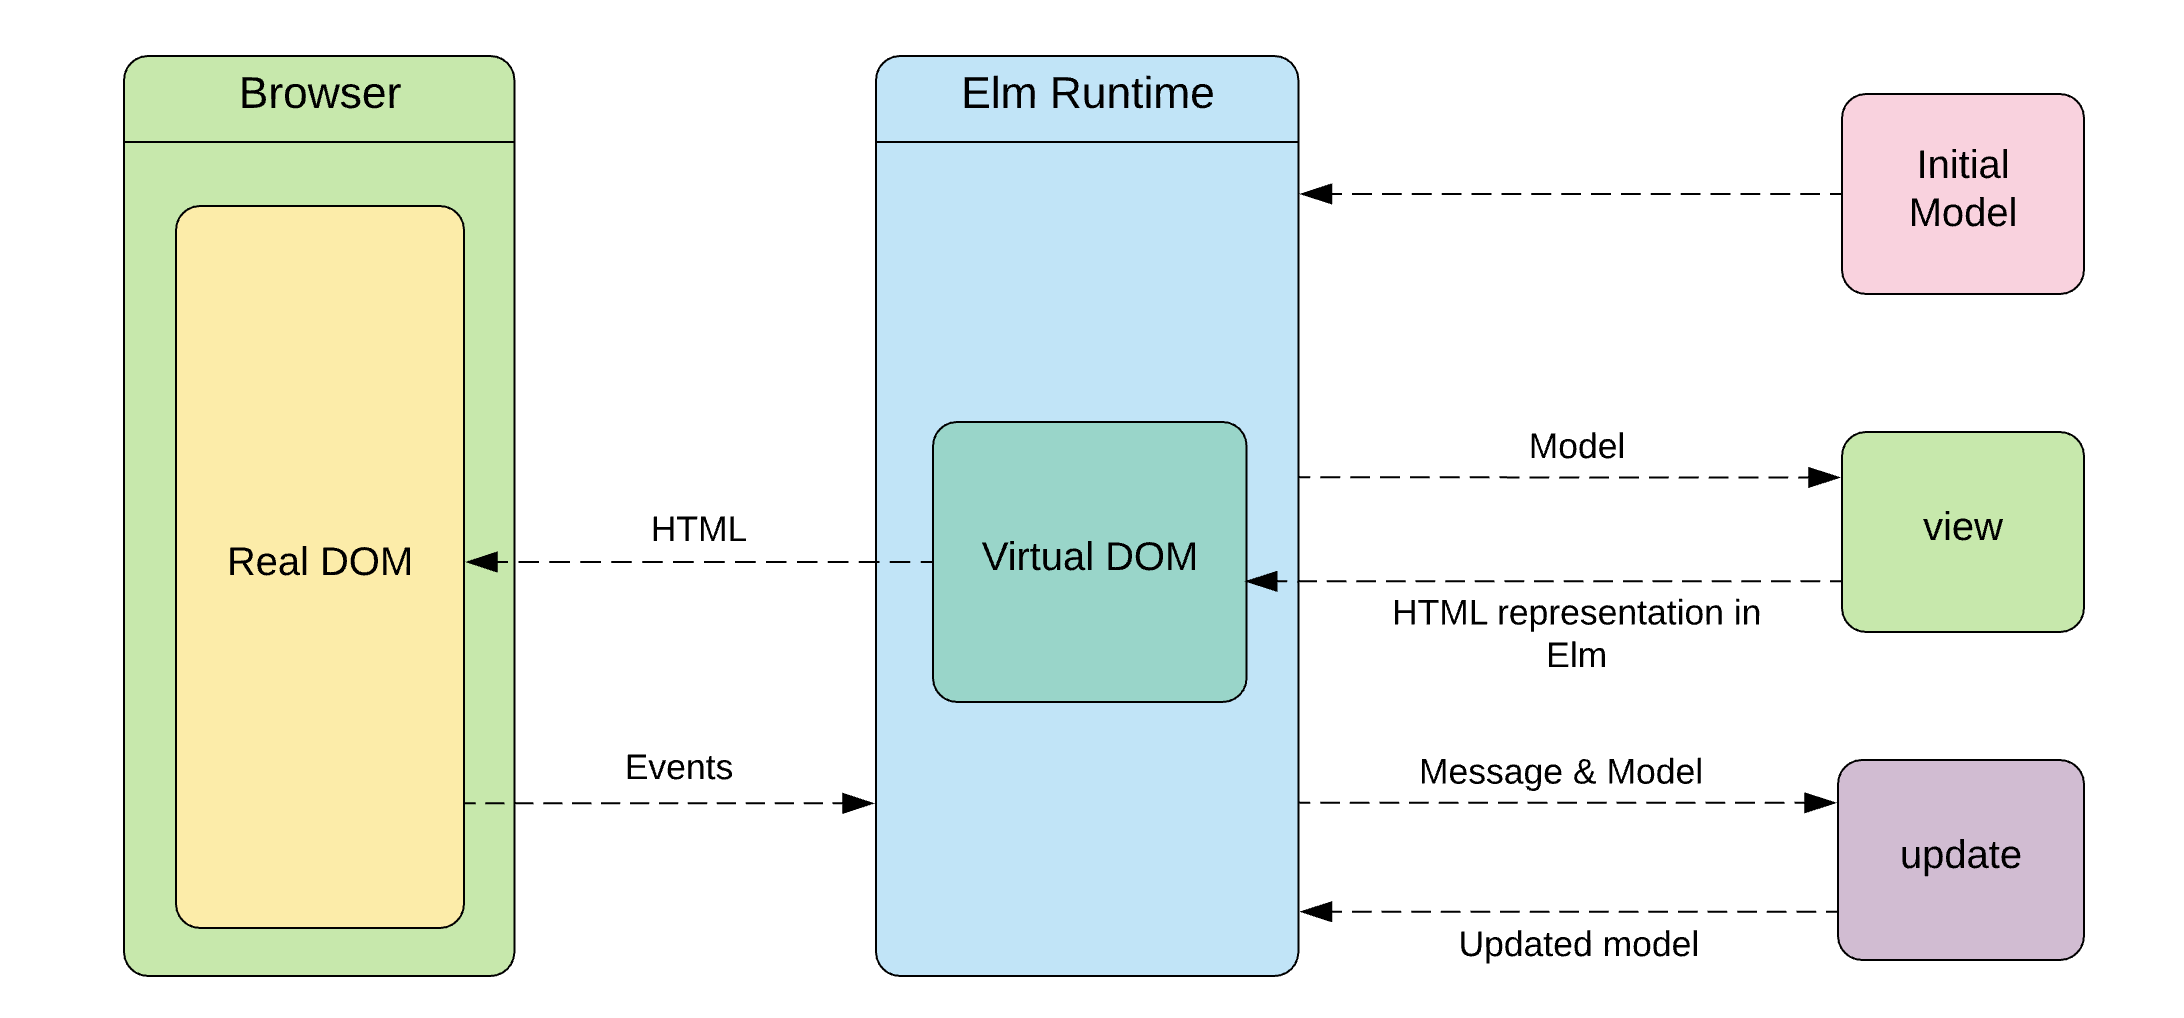 Browser
Elm Runtime
Initial
Model
Model
view
HTML
Real DOM
Virtual DOM
HTML representation in
Elm
Events
Message & Model
update
Updated model